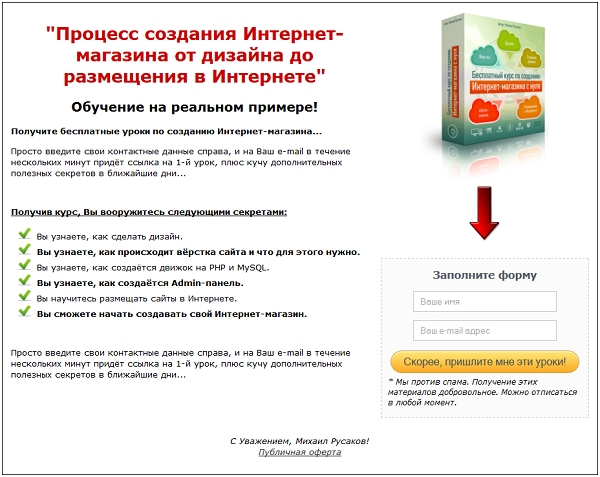 "Процесс создания Интернет-
магазина от дизайна до
размещения в Интернете"
Обучение на реальном примере!
Получите бесплатные уроки по созданию Интернет-магазина...
Просто введите свои контактные данные справа, и на Ваш e-mail в течение
нескольких минут придёт ссылка на 1-й урок, плюс кучу дополнительных
полезных секретов в ближайшие дни...
Получив курс, Вы вооружитесь следующими секретами:
Вы узнаете, как сделать дизайн.
Вы узнаете, как происходит вёрстка сайта и что для этого нужно.
Вы узнаете, как создаётся движок на PHP и MySQL.
Вы узнаете, как создаётся Admin-панель.
Вы научитесь размещать сайты в Интернете.
Вы сможете начать создавать свой Интернет-магазин.
Просто введите свои контактные данные справа, и на Ваш e-mail в течение
нескольких минут придёт ссылка на 1-й урок, плюс кучу дополнительных
полезных секретов в ближайшие дни...
Бесплатный курс по созданию
Интернет-магазина с нуля
Заполните форму
Ваше имя
Ваш e-mail адрес
Скорее, пришлите мне эти уроки!
* Мы против спама. Получение этих
материалов добровольное. Можно отписаться
в любой момент.
С Уважением, Михаил Русаков!
Публичная оферта